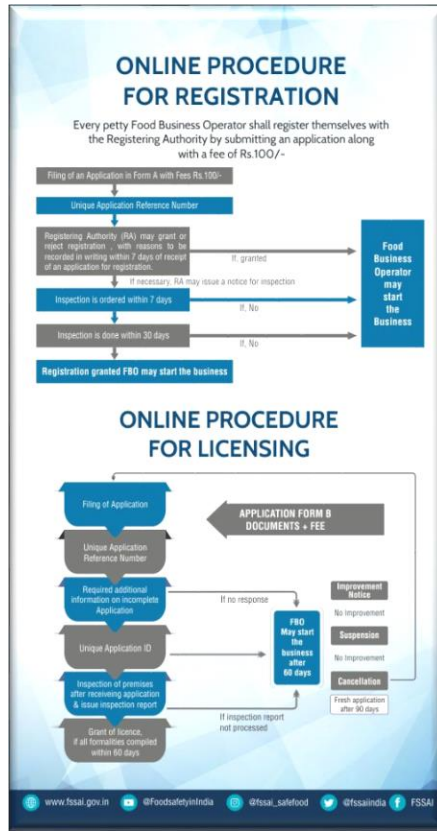 ONLINE PROCEDURE
FOR REGISTRATION
Every petty Food Business Operator shall register themselves with
the Registering Authority by submitting an application along
with a fee of Rs.100/-
Filing of an Application in Form A with Fees Rs.100/-
Unique Application Reference Number
Registering Authority (RA) may grant or
reject registration , with reasons to be
recorded in writing within 7 days of receipt
of an application for registration.
If, granted
If necessary, RA may issue a notice for inspection
Inspection is ordered within 7 days
If, No
Inspection is done within 30 days
If, No
Registration granted FBO may start the business
Food
Business
Operator
may
start
the
Business
ONLINE PROCEDURE
FOR LICENSING
Filing of Application
APPLICATION FORM B
DOCUMENTS + FEE
Unique Application
Reference Number
Required additional
information on incomplete
Application
If no response
Unique Application ID
Inspection of premises
after receiveing application
& issue inspection report
If inspection report
not processed
Grant of licence,
if all formalities compiled
within 60 days
FBO
May start
the
business
after
60 days
Improvement
Notice
No Improvement
Suspension
No Improvement
Cancellation
Fresh application
after 90 days
www.fssai.gov.in
@FoodsafetyinIndia
@fssai_safefood
@fssaiindia
FSSAI